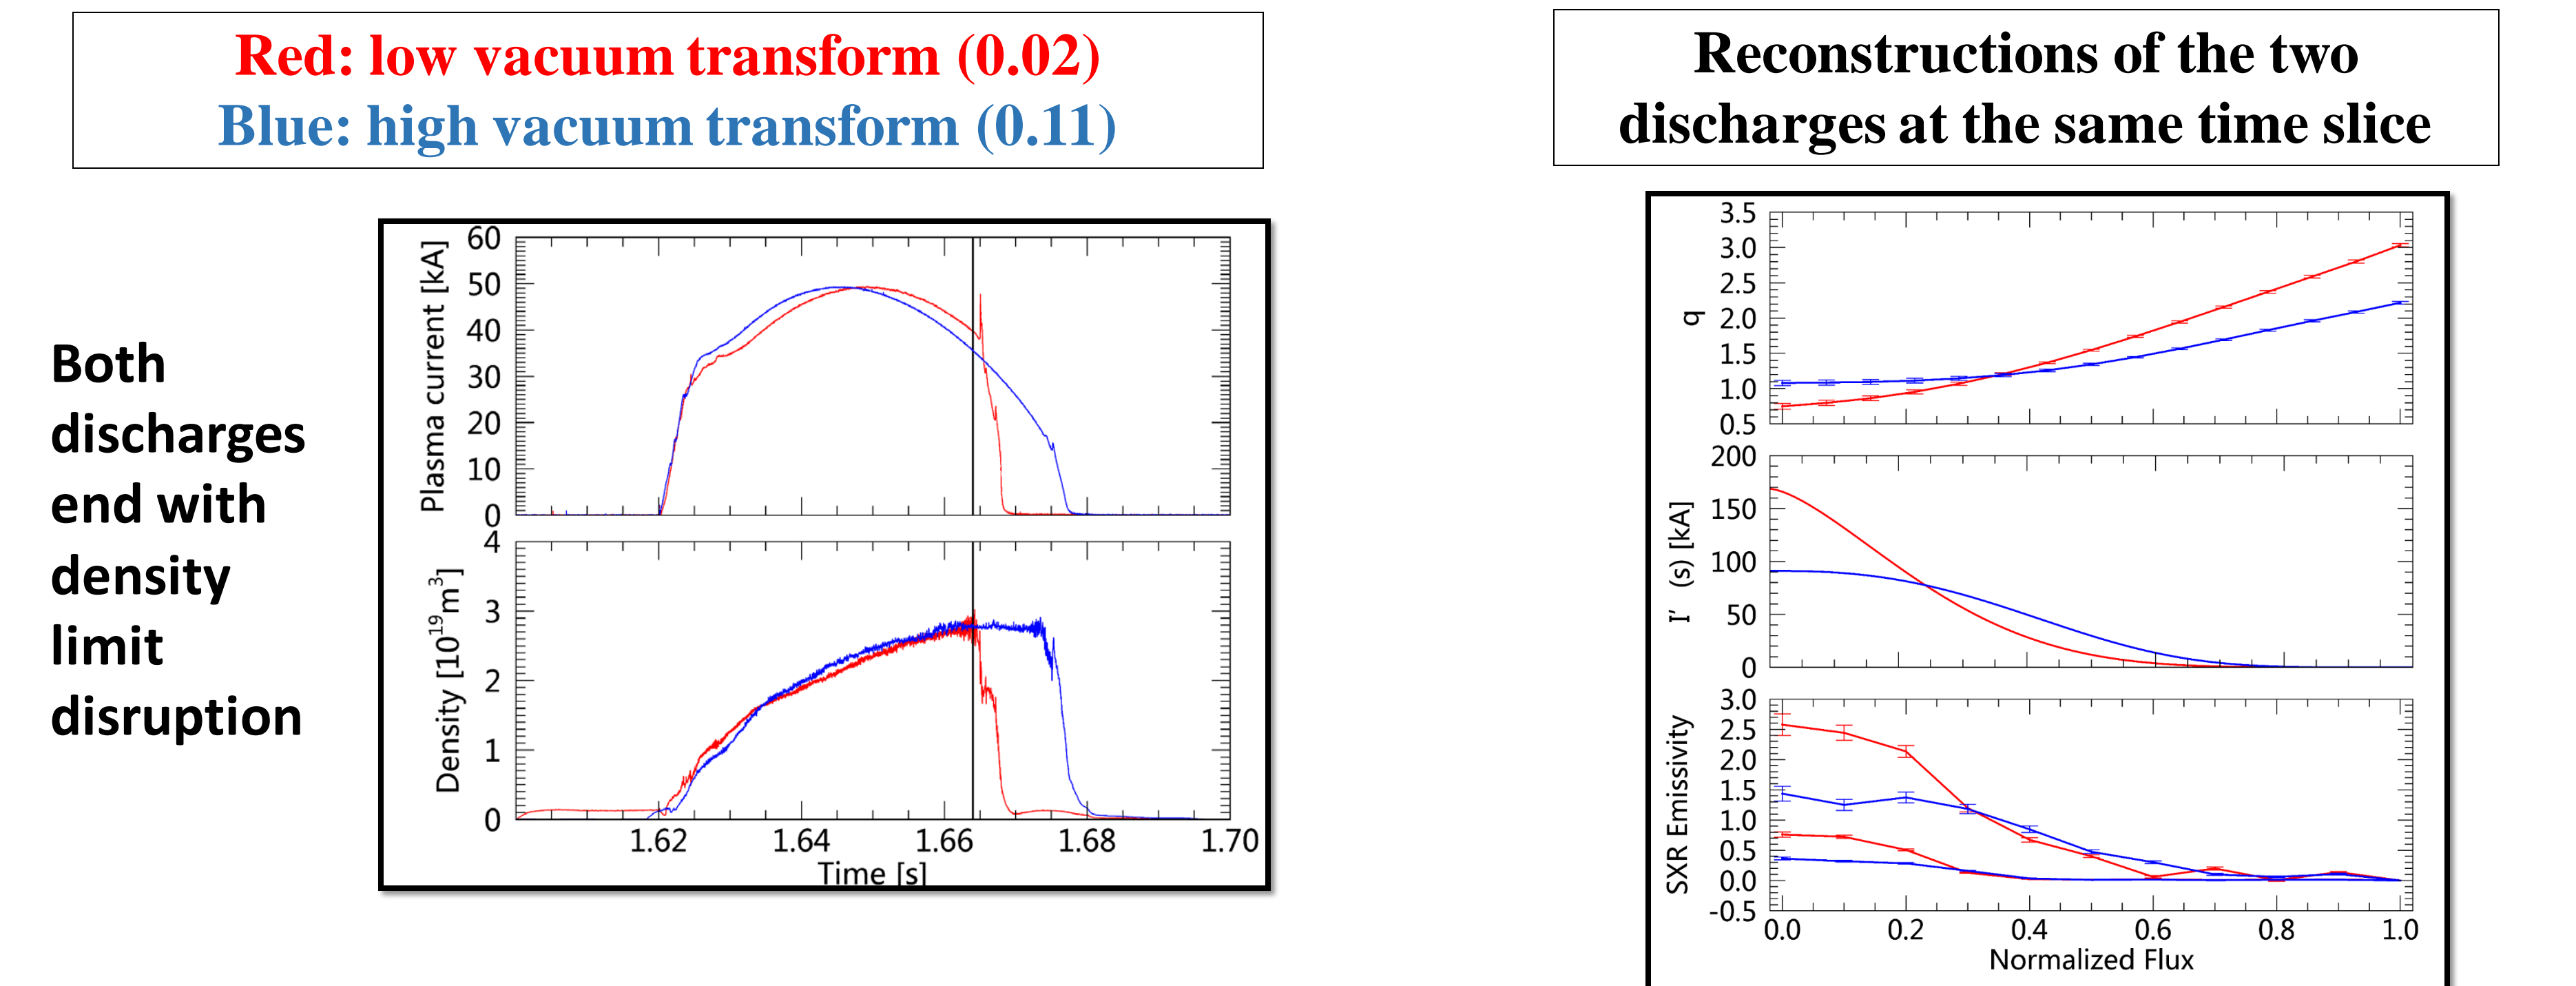 Red: low vacuum transform (0.02)
Blue: high vacuum transform (0.11)
Reconstructions of the two
discharges at the same time slice
Both
discharges
end with
density
limit
disruption
Plasma current [kA]
60
50
40
30
20
10
0
Density [10¹⁹m³]
4
3
2
1
0
1.62 1.64 1.66 1.68 1.70
Time [s]
q
3.5
3.0
2.5
2.0
1.5
1.0
0.5
I' (s) [kA]
200
150
100
50
0
SXR Emissivity
3.0
2.5
2.0
1.5
1.0
0.5
0.0
-0.5
0.0 0.2 0.4 0.6 0.8 1.0
Normalized Flux